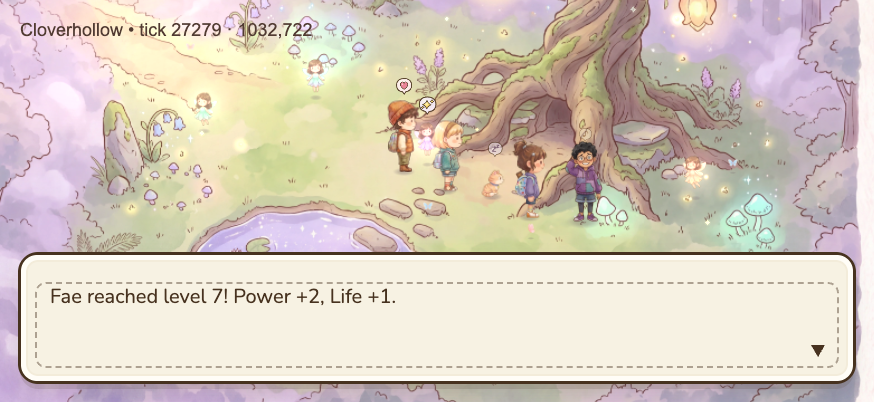 Cloverhollow • tick 27279 · 1032,722
Fae reached level 7! Power +2, Life +1.